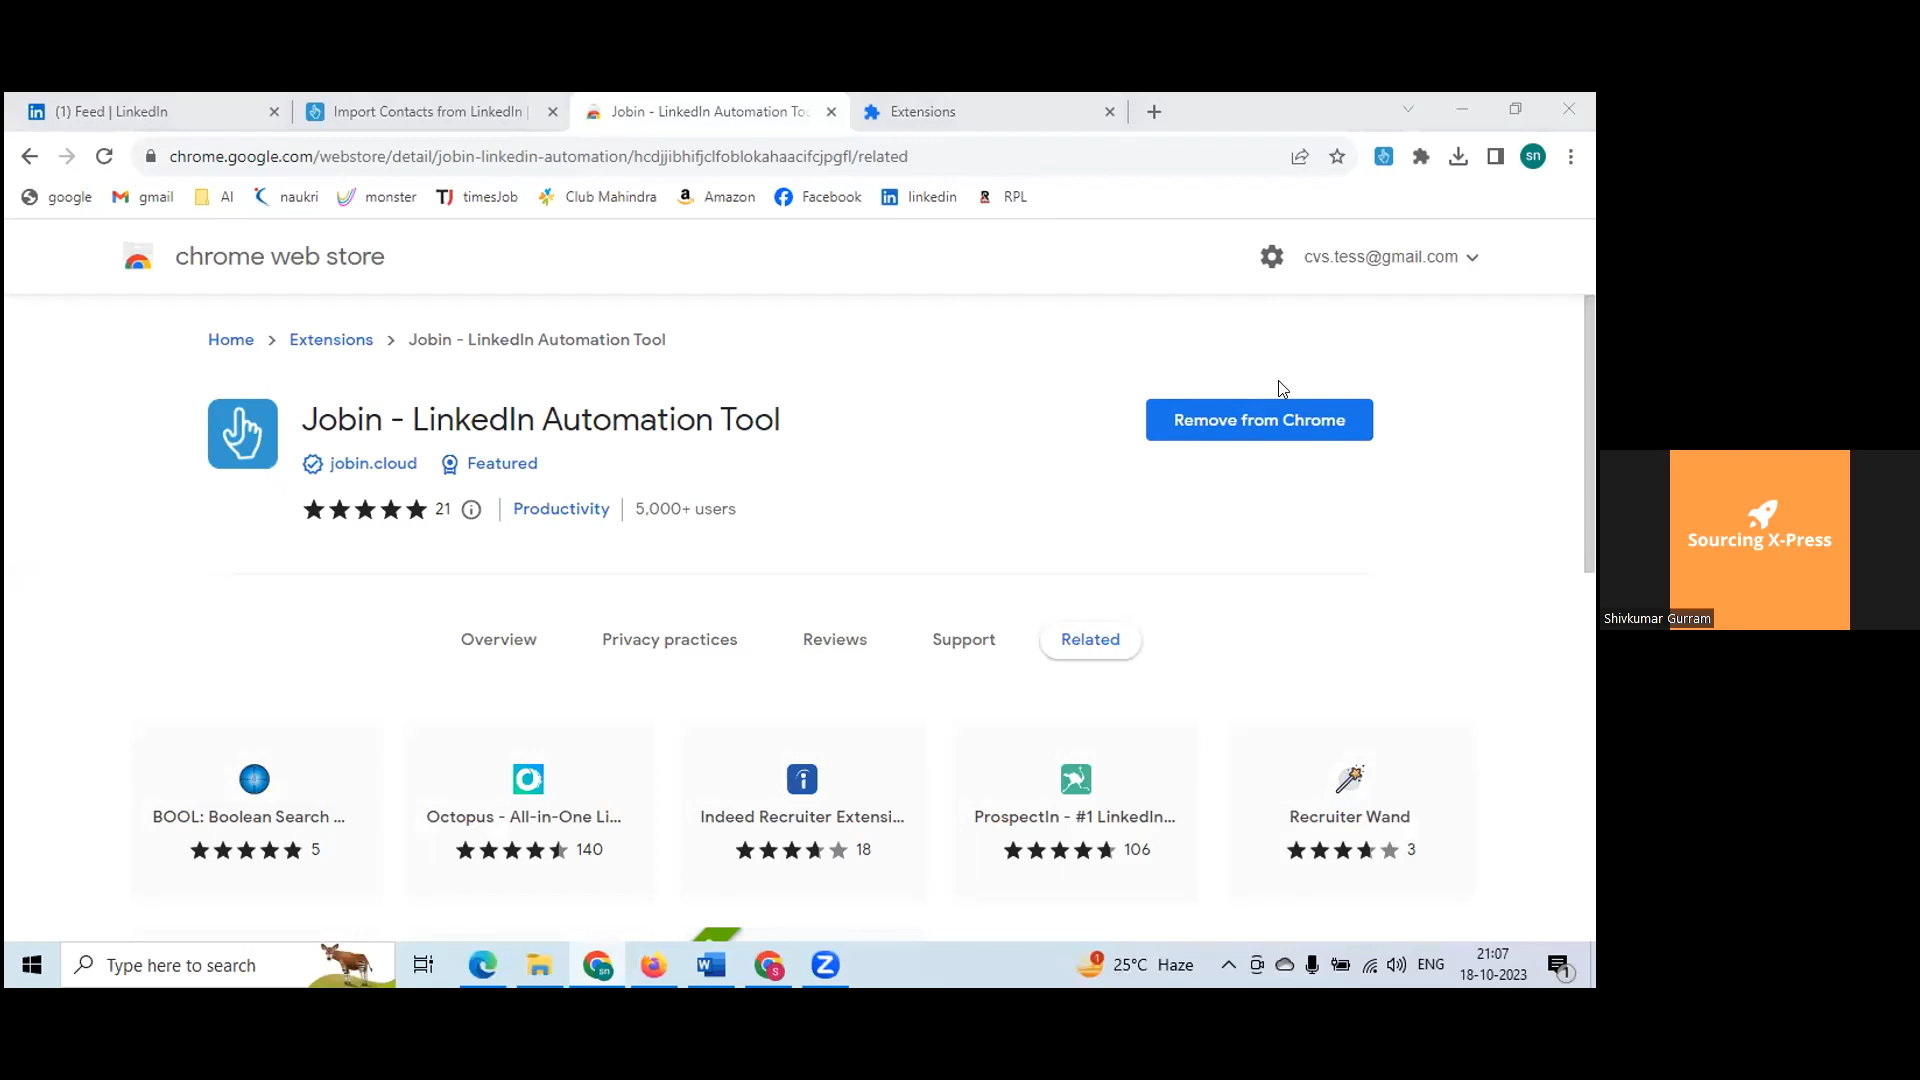 (1) Feed | LinkedIn
Import Contacts from LinkedIn |
Jobin - LinkedIn Automation To
Extensions
chrome.google.com/webstore/detail/jobin-linkedin-automation/hcdjjibhifjclfoblokahaacifcjpgfl/related
sn
google
gmail
AI
naukri
monster
TJ timesJob
Club Mahindra
Amazon
Facebook
linkedin
RPL
chrome web store
cvs.tess@gmail.com
Home > Extensions > Jobin - LinkedIn Automation Tool
Jobin - LinkedIn Automation Tool
Remove from Chrome
jobin.cloud
Featured
21
Productivity
5,000+ users
Sourcing X-Press
Shivkumar Gurram
Overview
Privacy practices
Reviews
Support
Related
BOOL: Boolean Search ...
Octopus - All-in-One Li...
Indeed Recruiter Extensi...
ProspectIn - #1 LinkedIn...
Recruiter Wand
5
140
18
106
3
Type here to search
25°C Haze
ENG
21:07
18-10-2023
1